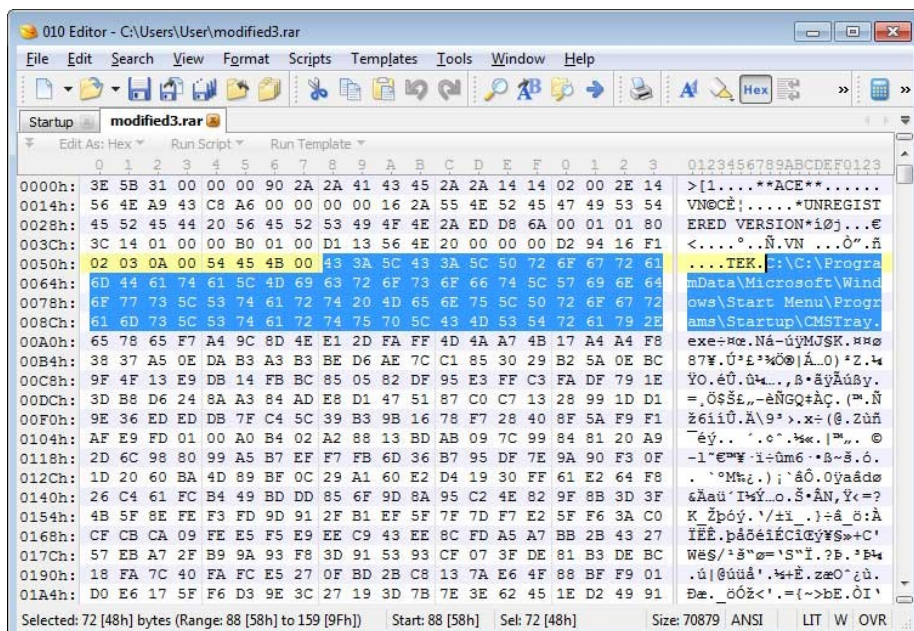 010 Editor - C:\Users\User\modified3.rar
File Edit Search View Format Scripts Templates Tools Window Help
Hex
Startup modified3.rar
Edit As: Hex Run Script Run Template
0 1 2 3 4 5 6 7 8 9 A B C D E F 0 1 2 3 0123456789ABCDEF0123
0000h: 3E 5B 31 00 00 00 90 2A 2A 41 43 45 2A 2A 14 14 02 00 2E 14 >[1....**ACE**......
0014h: 56 4E A9 43 C8 A6 00 00 00 00 16 2A 55 4E 52 45 47 49 53 54 VN©CÈ¦.....*UNREGIST
0028h: 45 52 45 44 20 56 45 52 53 49 4F 4E 2A ED D8 6A 00 01 01 80 ERED VERSION*íØj...€
003Ch: 3C 14 01 00 00 B0 01 00 D1 13 56 4E 20 00 00 00 00 D2 94 16 F1 <....°..Ñ.VN ...Ò”.ñ
0050h: 02 03 0A 00 54 45 4B 00 43 3A 5C 43 3A 5C 50 72 6F 67 72 61 ....TEK.C:\C:\Progra
0064h: 6D 44 61 74 61 5C 4D 69 63 72 6F 73 6F 66 74 5C 57 69 6E 64 mData\Microsoft\Wind
0078h: 6F 77 73 5C 53 74 61 72 74 20 4D 65 6E 75 5C 50 72 6F 67 72 ows\Start Menu\Progr
008Ch: 61 6D 73 5C 53 74 61 72 74 75 70 5C 43 4D 53 54 72 61 79 2E ams\Startup\CMSTray.
00A0h: 65 78 65 F7 A4 9C 8D 4E E1 2D FA FF 4D 4A A7 4B 17 A4 A4 F8
00B4h: 38 37 A5 0E DA B3 A3 B3 BE D6 AE 7C C1 85 30 29 B2 5A 0E BC
00C8h: 9F 4F 13 E9 DB 14 FB BC 85 05 82 DF 95 E3 FF C3 FA DF 79 1E
00DCh: 3D B8 D6 24 8A A3 84 AD E8 D1 47 51 87 C0 C7 13 28 99 1D D1
00F0h: 9E 36 ED ED DB 7F C4 5C 39 B3 9B 16 78 F7 28 40 8F 5A F9 F1
0104h: AF E9 FD 01 00 A0 B4 02 A2 88 13 BD AB 09 7C 99 84 81 20 A9
0118h: 2D 6C 98 80 99 A5 B7 EF F7 FB 6D 36 B7 95 DF 7E 9A 90 F3 0F
012Ch: 1D 20 60 BA 4D 89 BF 0C 29 A1 60 E2 D4 19 30 FF 61 E2 64 F8
0140h: 26 C4 61 FC B4 49 BD DD 85 6F 9D 8A 95 C2 4E 82 9F 8B 3D 3F
0154h: 4B 5F 8E FE F3 FD 9D 91 2F B1 EF 5F 7F 7D F7 E2 5F F6 3A C0
0168h: CF CB CA 09 FE E5 F5 E9 EE C9 43 EE 8C FD A5 A7 BB 2B 43 27
017Ch: 57 EB A7 2F B9 9A 93 F8 3D 91 53 93 CF 07 3F DE 81 B3 DE BC
0190h: 18 FA 7C 40 FA FC E5 27 0F BD 2B C8 13 7A E6 4F 88 BF F9 01
01A4h: D0 E6 17 5F F6 D3 9E 3C 27 19 3D 7B 7E 3E 62 45 1E D2 49 91
Selected: 72 [48h] bytes (Range: 88 [58h] to 159 [9Fh]) Start: 88 [58h] Sel: 72 [48h] Size: 70879 ANSI LIT W OVR